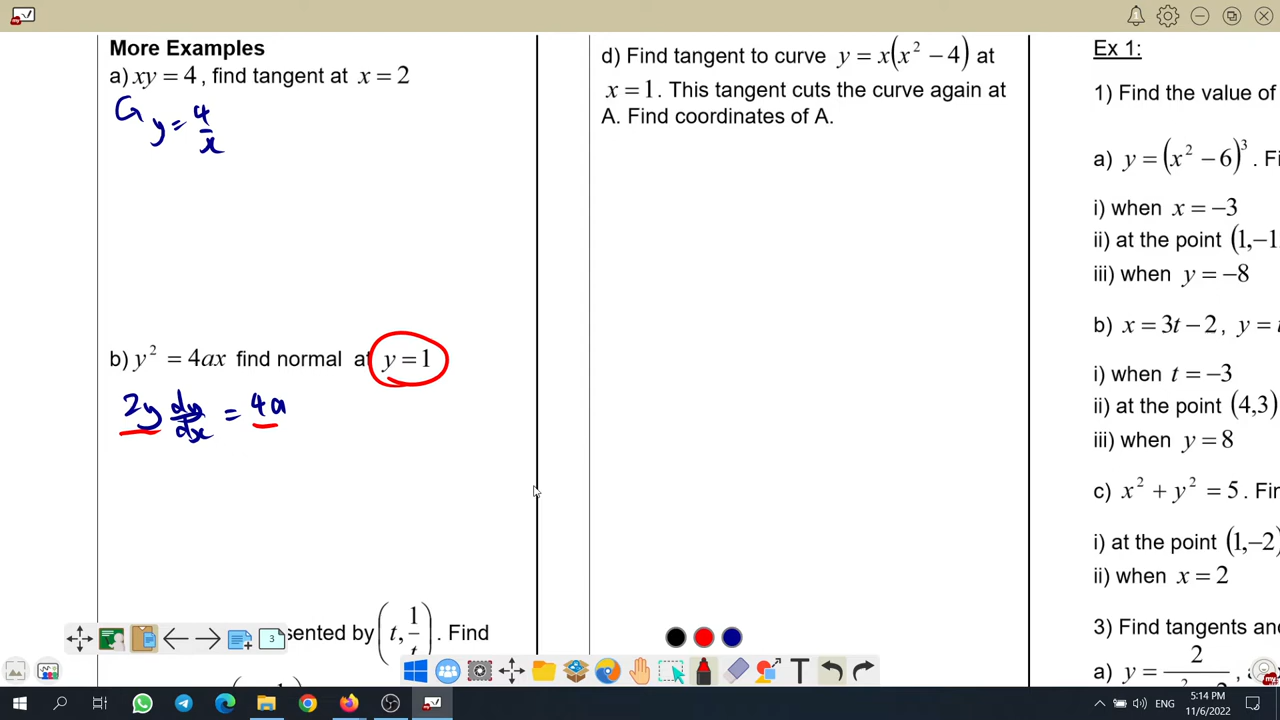 More Examples
a) xy = 4, find tangent at x = 2
y = 4/x
b) y² = 4ax find normal at y = 1
2y dy/dx = 4a
sented by (t, 1/t). Find
d) Find tangent to curve y = x(x² − 4) at
x = 1. This tangent cuts the curve again at
A. Find coordinates of A.
Ex 1:
1) Find the value of
a) y = (x² − 6)³. Fi
i) when x = −3
ii) at the point (1,−1
iii) when y = −8
b) x = 3t − 2, y = t
i) when t = −3
ii) at the point (4,3)
iii) when y = 8
c) x² + y² = 5. Fin
i) at the point (1,−2)
ii) when x = 2
3) Find tangents and
a) y = 2
3
T
ENG
5:14 PM
11/6/2022